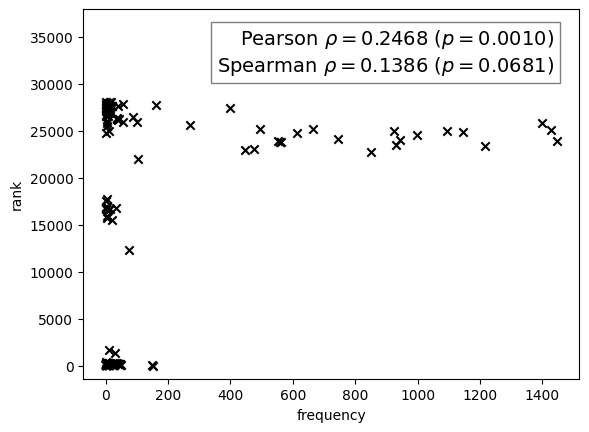 Pearson ρ = 0.2468 (p = 0.0010)
Spearman ρ = 0.1386 (p = 0.0681)
35000
30000
25000
20000
15000
10000
5000
0
rank
0 200 400 600 800 1000 1200 1400
frequency